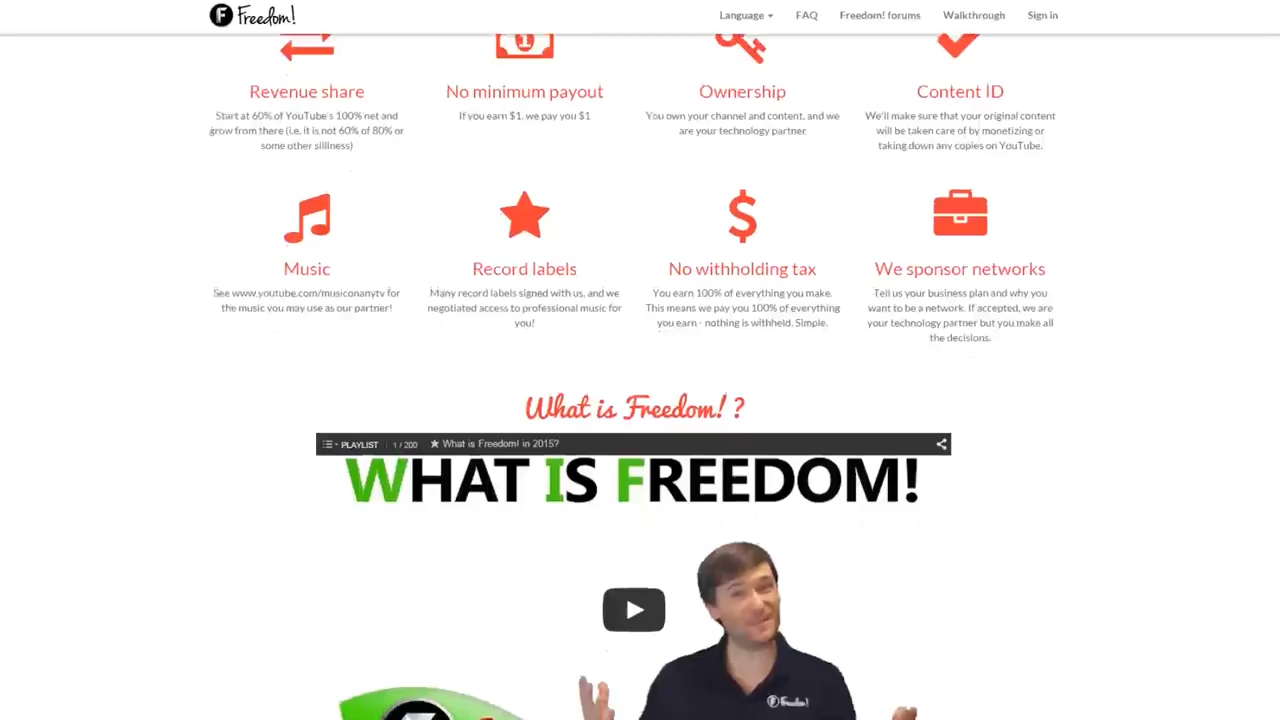 Freedom!
Language FAQ Freedom! forums Walkthrough Sign in
Revenue share
Start at 60% of YouTube's 100% net and
grow from there (i.e. it is not 60% of 80% or
some other silliness)
No minimum payout
If you earn $1, we pay you $1
Ownership
You own your channel and content, and we
are your technology partner
Content ID
We'll make sure that your original content
will be taken care of by monetizing or
taking down any copies on YouTube.
Music
See www.youtube.com/musiconanytv for
the music you may use as our partner!
Record labels
Many record labels signed with us, and we
negotiated access to professional music for
you!
No withholding tax
You earn 100% of everything you make.
This means we pay you 100% of everything
you earn - nothing is withheld. Simple.
We sponsor networks
Tell us your business plan and why you
want to be a network. If accepted, we are
your technology partner but you make all
the decisions.
What is Freedom! ?
PLAYLIST 1 / 200 ★ What is Freedom! in 2015?
WHAT IS FREEDOM!
Freedom!